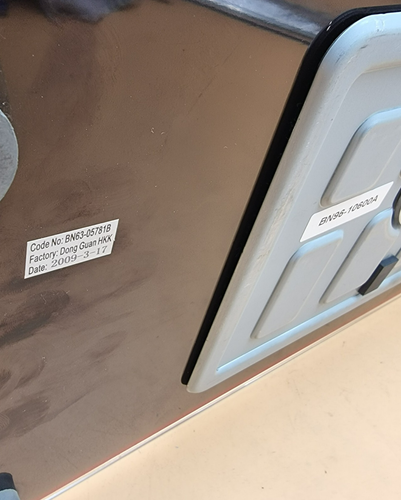 Code No: BN63-05781B
Factory: Dong Guan HKK
Date: 2009-3-17
BN96-10600A